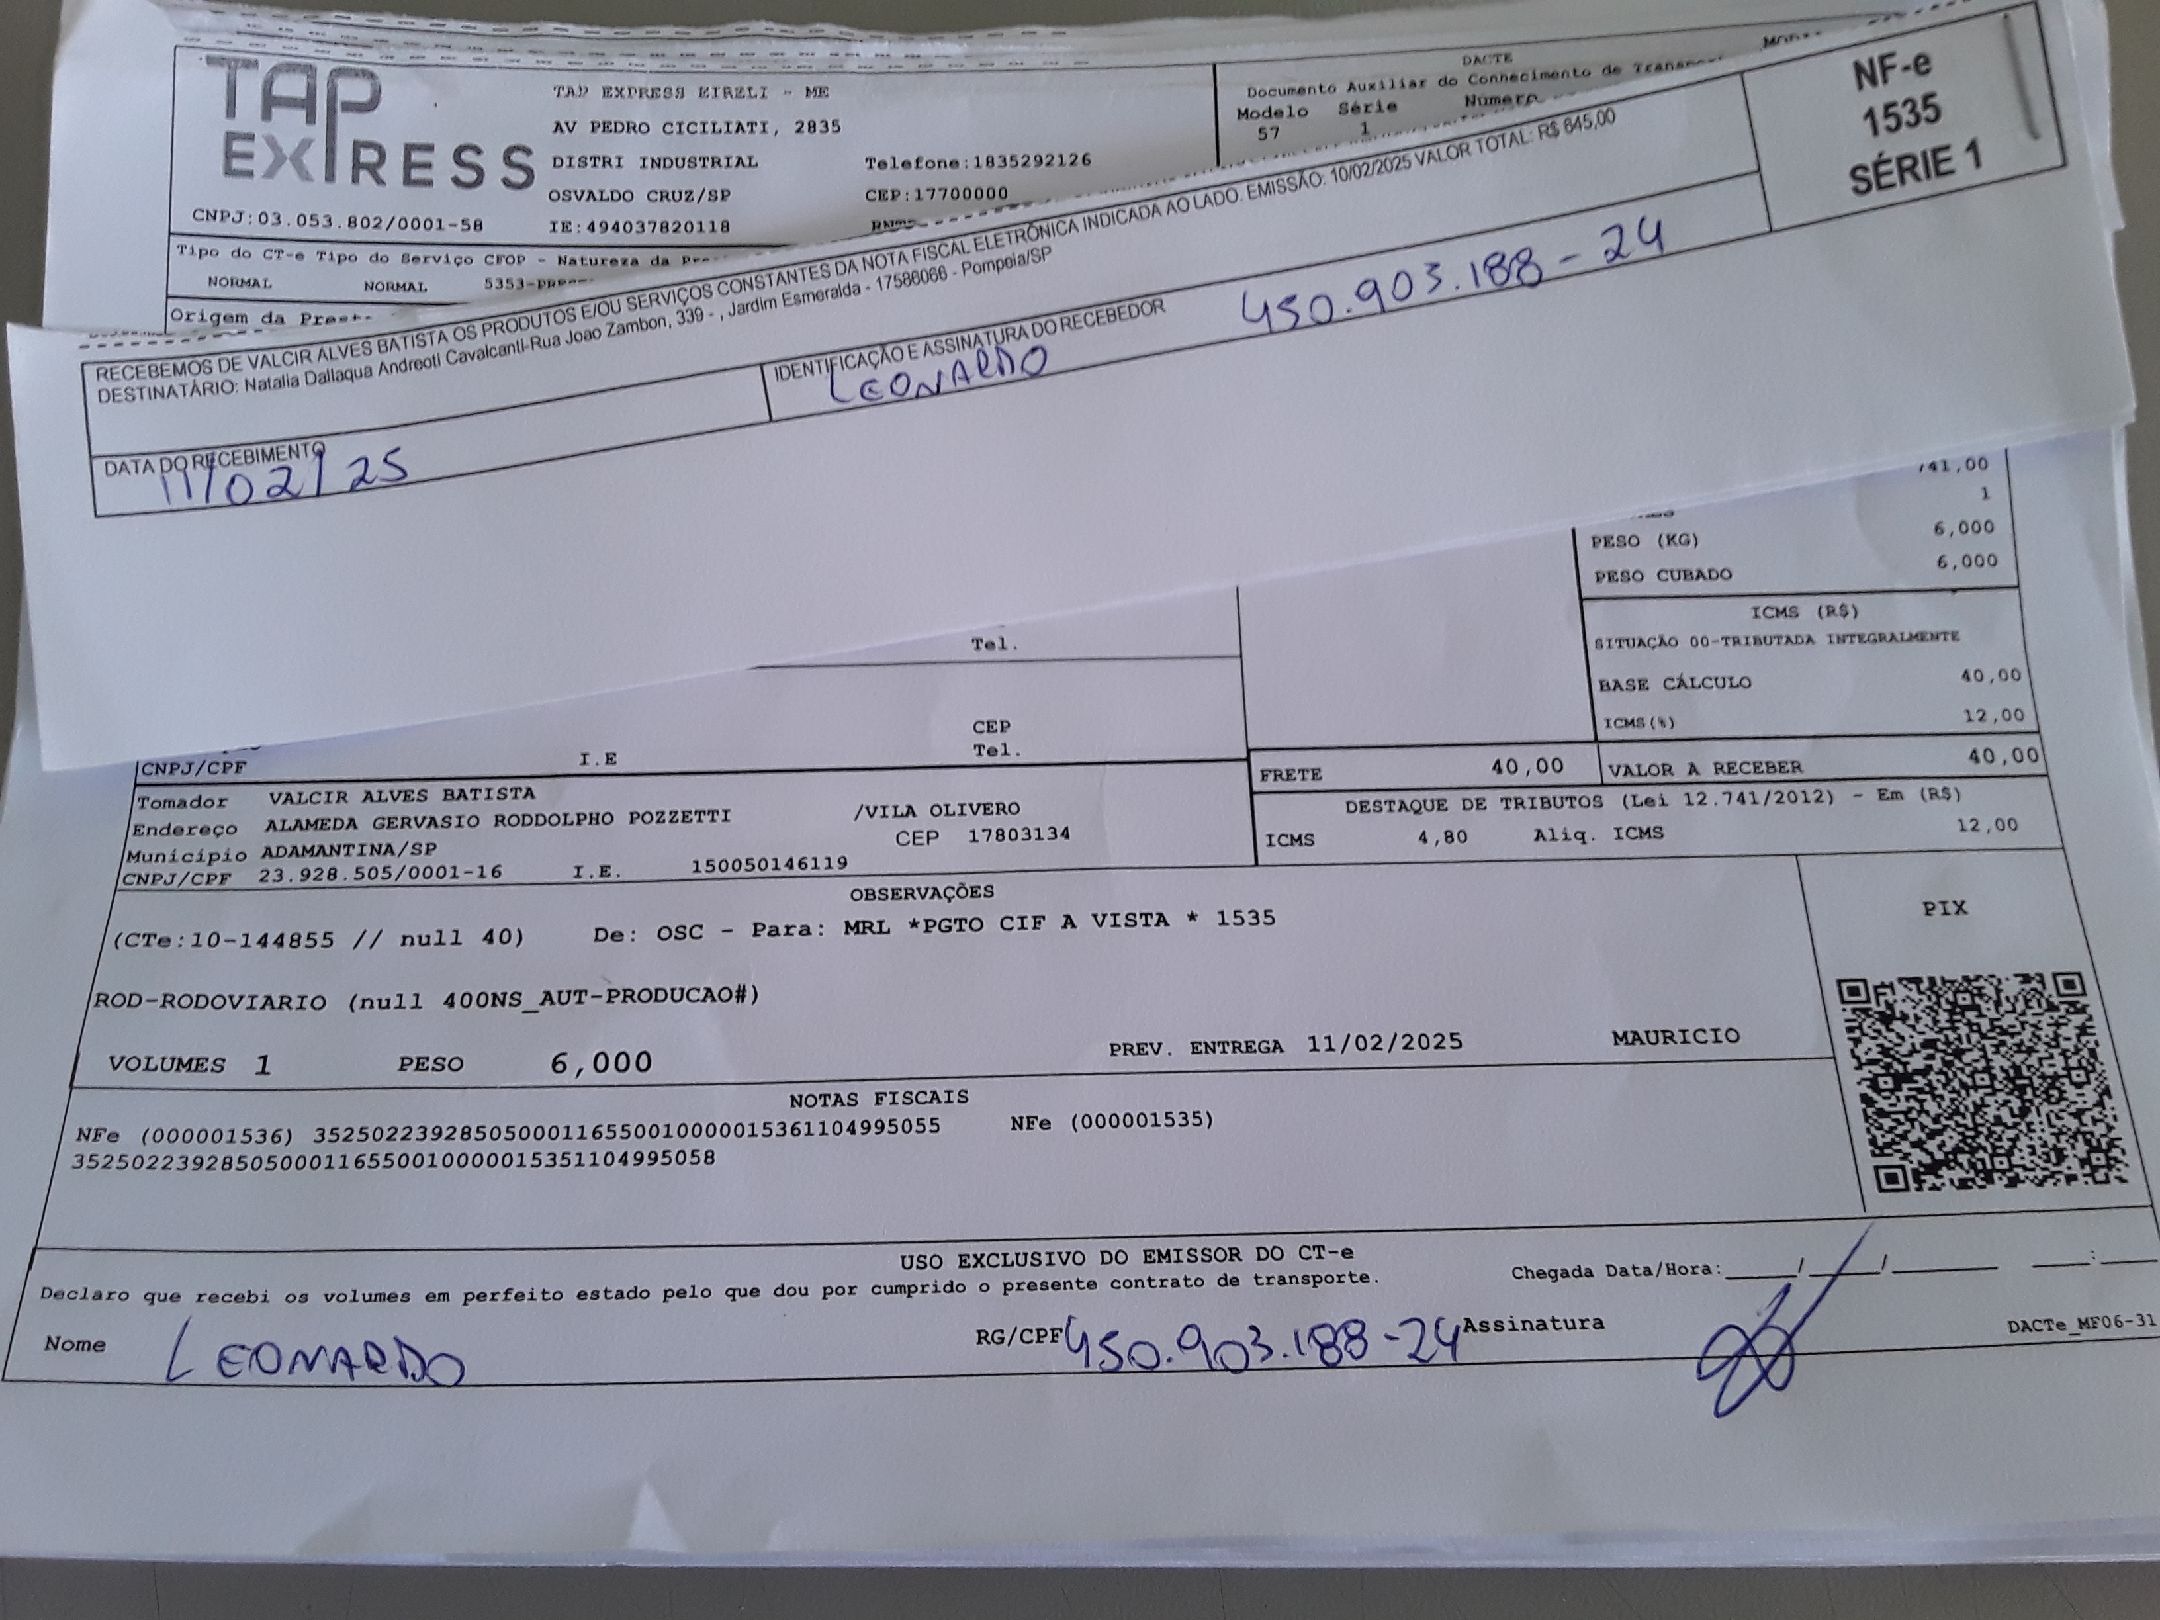 TAP EXPRESS
TAP EXPRESS EIRELI - ME
AV PEDRO CICILIATI, 2835
DISTRI INDUSTRIAL Telefone:1835292126
OSVALDO CRUZ/SP CEP:17700000
CNPJ:03.053.802/0001-58 IE:494037820118
DACTE
Documento Auxiliar do Conhecimento de
Modelo Série Número
57 1
Tipo do CT-e Tipo do Serviço CFOP - Natureza da
NORMAL NORMAL 5353-
Origem da
RECEBEMOS DE VALCIR ALVES BATISTA OS PRODUTOS E/OU SERVIÇOS CONSTANTES DA NOTA FISCAL ELETRÔNICA INDICADA AO LADO. EMISSÃO: 10/02/2025 VALOR TOTAL: R$ 645,00
DESTINATÁRIO: Natalia Dallaqua Andreoti Cavalcanti-Rua Joao Zambon, 339 - , Jardim Esmeralda - 17586066 - Pompeia/SP
NF-e
1535
SÉRIE 1
DATA DO RECEBIMENTO
11/02/25
IDENTIFICAÇÃO E ASSINATURA DO RECEBEDOR
LEONARDO 450.903.188-24
41,00
1
PESO (KG) 6,000
PESO CUBADO 6,000
ICMS (R$)
SITUAÇÃO 00-TRIBUTADA INTEGRALMENTE
BASE CÁLCULO 40,00
ICMS(%) 12,00
Tel.
CEP
CNPJ/CPF I.E Tel.
FRETE 40,00 VALOR A RECEBER 40,00
DESTAQUE DE TRIBUTOS (Lei 12.741/2012) - Em (R$)
ICMS 4,80 Aliq. ICMS 12,00
Tomador VALCIR ALVES BATISTA
Endereço ALAMEDA GERVASIO RODDOLPHO POZZETTI /VILA OLIVERO
Município ADAMANTINA/SP CEP 17803134
CNPJ/CPF 23.928.505/0001-16 I.E. 150050146119
OBSERVAÇÕES
(CTe:10-144855 // null 40) De: OSC - Para: MRL *PGTO CIF A VISTA * 1535
PIX
ROD-RODOVIARIO (null 400NS_AUT-PRODUCAO#)
VOLUMES 1 PESO 6,000 PREV. ENTREGA 11/02/2025 MAURICIO
NOTAS FISCAIS
NFe (000001536) 35250223928505000116550010000015361104995055 NFe (000001535)
35250223928505000116550010000015351104995058
USO EXCLUSIVO DO EMISSOR DO CT-e
Declaro que recebi os volumes em perfeito estado pelo que dou por cumprido o presente contrato de transporte.
Chegada Data/Hora:_____/_____/________ ____:____
Nome LEONARDO RG/CPF 450.903.188-24 Assinatura
DACTe_MF06-31